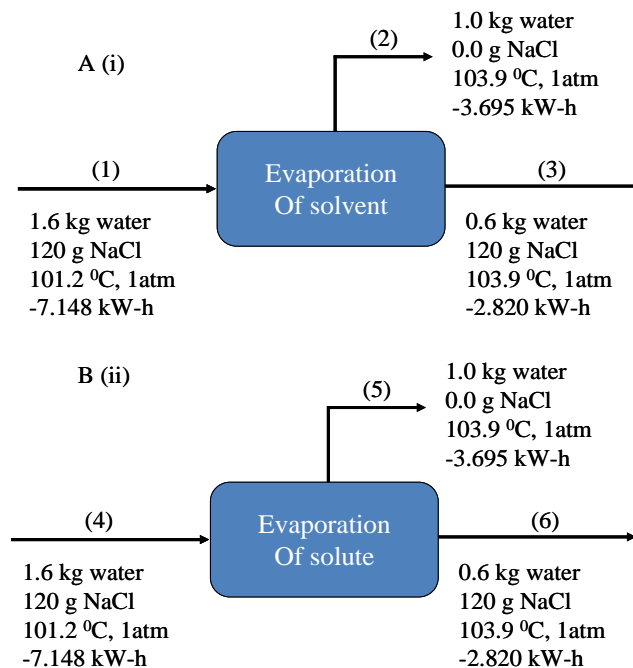 A (i)
(2)
1.0 kg water
0.0 g NaCl
103.9 ⁰C, 1atm
-3.695 kW-h
(1)
Evaporation
Of solvent
(3)
1.6 kg water
120 g NaCl
101.2 ⁰C, 1atm
-7.148 kW-h
0.6 kg water
120 g NaCl
103.9 ⁰C, 1atm
-2.820 kW-h
B (ii)
(5)
1.0 kg water
0.0 g NaCl
103.9 ⁰C, 1atm
-3.695 kW-h
(4)
Evaporation
Of solute
(6)
1.6 kg water
120 g NaCl
101.2 ⁰C, 1atm
-7.148 kW-h
0.6 kg water
120 g NaCl
103.9 ⁰C, 1atm
-2.820 kW-h